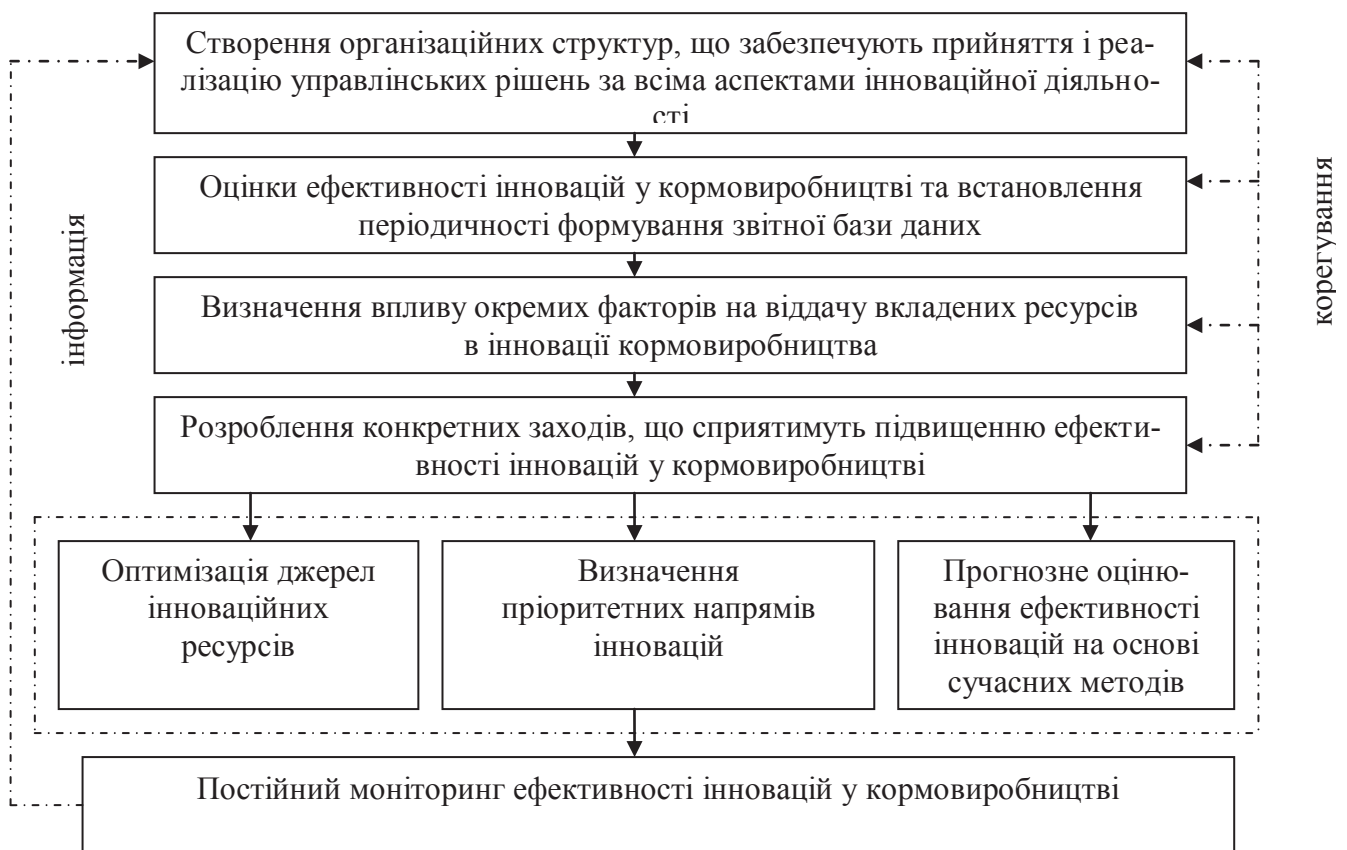 Створення організаційних структур, що забезпечують прийняття і реа-
лізацію управлінських рішень за всіма аспектами інноваційної діяльно-
сті
Оцінки ефективності інновацій у кормовиробництві та встановлення
періодичності формування звітної бази даних
Визначення впливу окремих факторів на віддачу вкладених ресурсів
в інновації кормовиробництва
Розроблення конкретних заходів, що сприятимуть підвищенню ефекти-
вності інновацій у кормовиробництві
інформація
корегування
Оптимізація джерел
інноваційних
ресурсів
Визначення
пріоритетних напрямів
інновацій
Прогнозне оціню-
вання ефективності
інновацій на основі
сучасних методів
Постійний моніторинг ефективності інновацій у кормовиробництві